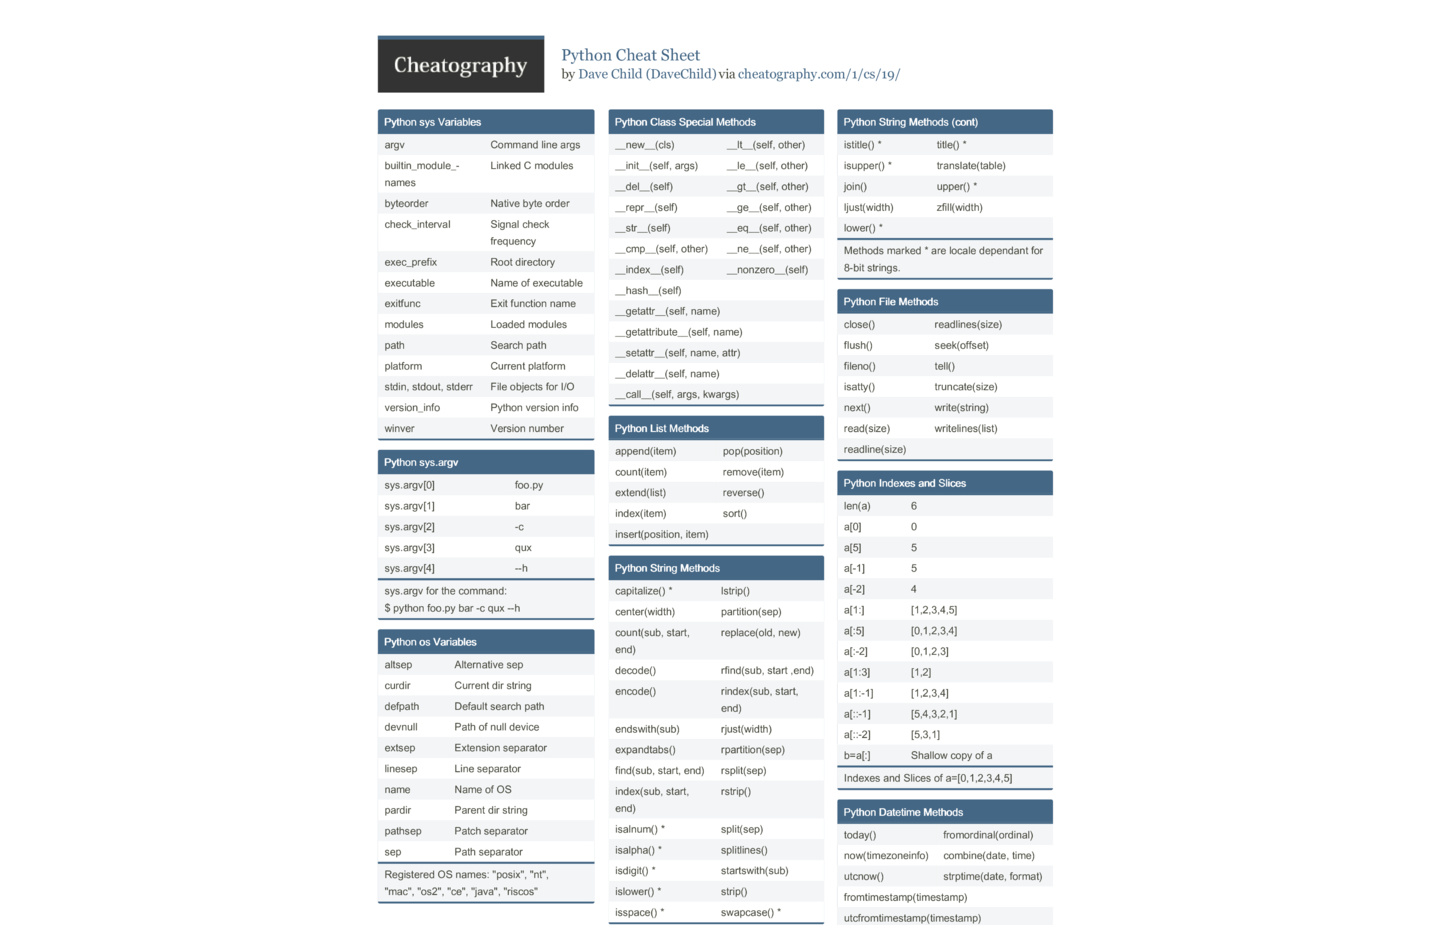 Cheatography
Python Cheat Sheet
by Dave Child (DaveChild) via cheatography.com/1/cs/19/
Python sys Variables
argv Command line args
builtin_module_- Linked C modules
names
byteorder Native byte order
check_interval Signal check
frequency
exec_prefix Root directory
executable Name of executable
exitfunc Exit function name
modules Loaded modules
path Search path
platform Current platform
stdin, stdout, stderr File objects for I/O
version_info Python version info
winver Version number
Python sys.argv
sys.argv[0] foo.py
sys.argv[1] bar
sys.argv[2] -c
sys.argv[3] qux
sys.argv[4] --h
sys.argv for the command:
$ python foo.py bar -c qux --h
Python os Variables
altsep Alternative sep
curdir Current dir string
defpath Default search path
devnull Path of null device
extsep Extension separator
linesep Line separator
name Name of OS
pardir Parent dir string
pathsep Patch separator
sep Path separator
Registered OS names: "posix", "nt",
"mac", "os2", "ce", "java", "riscos"
Python Class Special Methods
__new__(cls) __lt__(self, other)
__init__(self, args) __le__(self, other)
__del__(self) __gt__(self, other)
__repr__(self) __ge__(self, other)
__str__(self) __eq__(self, other)
__cmp__(self, other) __ne__(self, other)
__index__(self) __nonzero__(self)
__hash__(self)
__getattr__(self, name)
__getattribute__(self, name)
__setattr__(self, name, attr)
__delattr__(self, name)
__call__(self, args, kwargs)
Python List Methods
append(item) pop(position)
count(item) remove(item)
extend(list) reverse()
index(item) sort()
insert(position, item)
Python String Methods
capitalize() * lstrip()
center(width) partition(sep)
count(sub, start, replace(old, new)
end)
decode() rfind(sub, start ,end)
encode() rindex(sub, start,
end)
endswith(sub) rjust(width)
expandtabs() rpartition(sep)
find(sub, start, end) rsplit(sep)
index(sub, start, rstrip()
end)
isalnum() * split(sep)
isalpha() * splitlines()
isdigit() * startswith(sub)
islower() * strip()
isspace() * swapcase() *
Python String Methods (cont)
istitle() * title() *
isupper() * translate(table)
join() upper() *
ljust(width) zfill(width)
lower() *
Methods marked * are locale dependant for
8-bit strings.
Python File Methods
close() readlines(size)
flush() seek(offset)
fileno() tell()
isatty() truncate(size)
next() write(string)
read(size) writelines(list)
readline(size)
Python Indexes and Slices
len(a) 6
a[0] 0
a[5] 5
a[-1] 5
a[-2] 4
a[1:] [1,2,3,4,5]
a[:5] [0,1,2,3,4]
a[:-2] [0,1,2,3]
a[1:3] [1,2]
a[1:-1] [1,2,3,4]
a[::-1] [5,4,3,2,1]
a[::-2] [5,3,1]
b=a[:] Shallow copy of a
Indexes and Slices of a=[0,1,2,3,4,5]
Python Datetime Methods
today() fromordinal(ordinal)
now(timezoneinfo) combine(date, time)
utcnow() strptime(date, format)
fromtimestamp(timestamp)
utcfromtimestamp(timestamp)